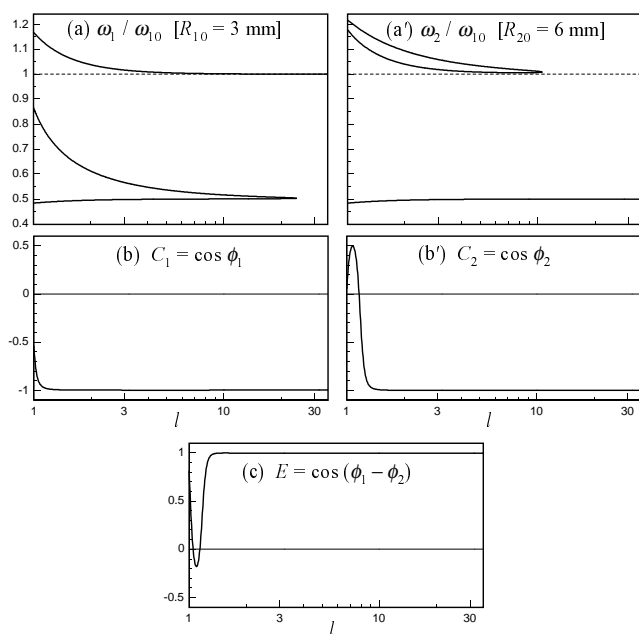 (a) ω₁ / ω₁₀ [R₁₀ = 3 mm]
(a′) ω₂ / ω₁₀ [R₂₀ = 6 mm]
1.2
1.1
1
0.9
0.8
0.7
0.6
0.5
0.4
(b) C₁ = cos ϕ₁
(b′) C₂ = cos ϕ₂
0.5
0
-0.5
-1
1 3 10 30
l
1 3 10 30
l
(c) E = cos (ϕ₁ − ϕ₂)
1
0.5
0
-0.5
1 3 10 30
l